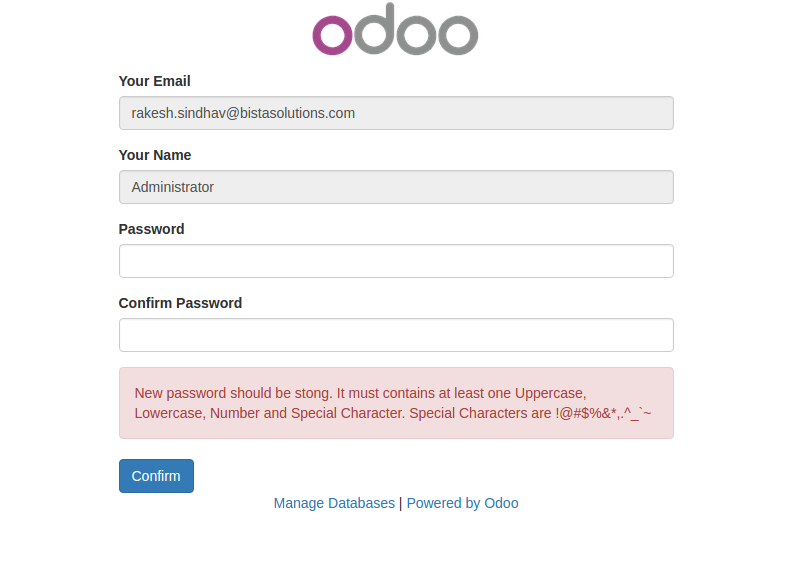 odoo
Your Email
rakesh.sindhav@bistasolutions.com
Your Name
Administrator
Password
Confirm Password
New password should be stong. It must contains at least one Uppercase,
Lowercase, Number and Special Character. Special Characters are !@#$%&*,.^_`~
Confirm
Manage Databases | Powered by Odoo